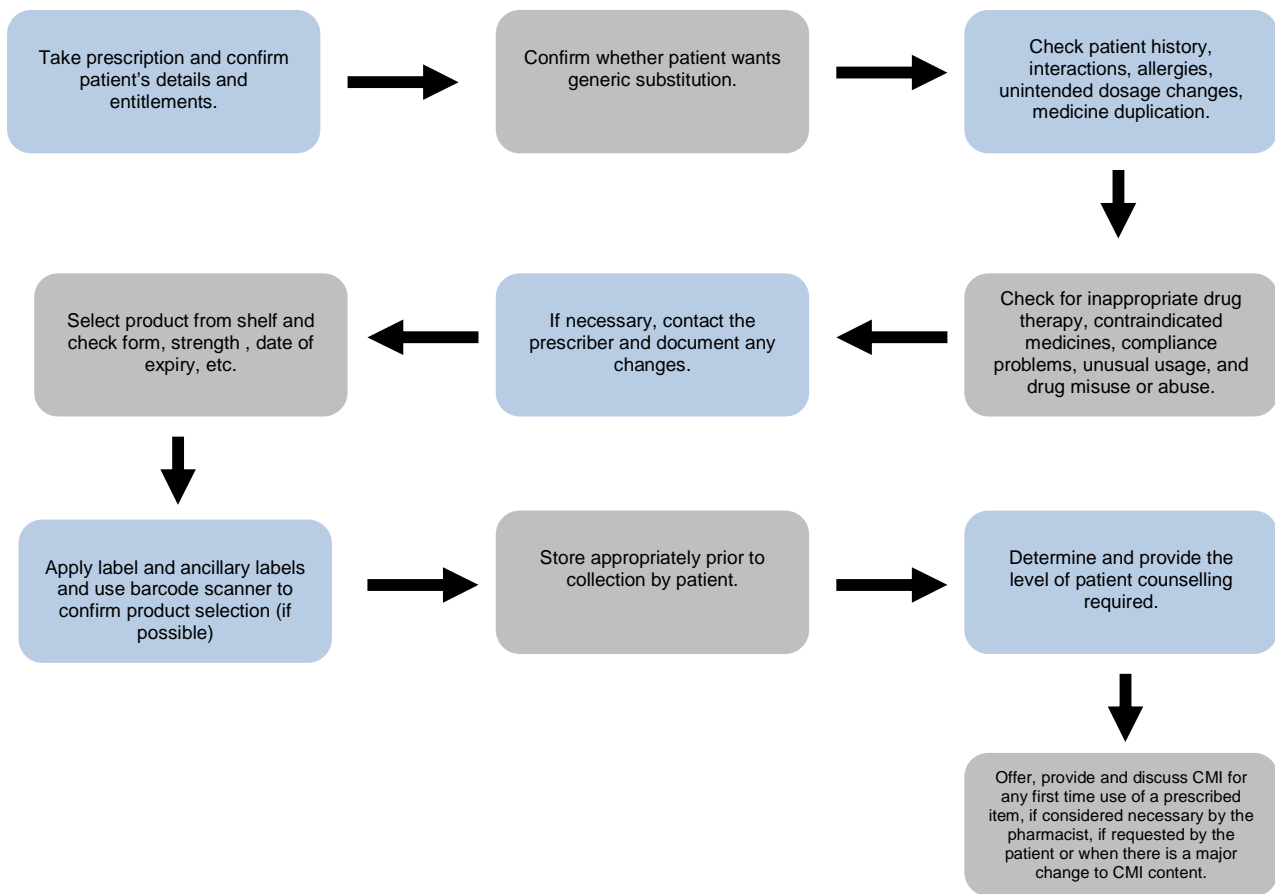 Take prescription and confirm
patient’s details and
entitlements.
Confirm whether patient wants
generic substitution.
Check patient history,
interactions, allergies,
unintended dosage changes,
medicine duplication.
Check for inappropriate drug
therapy, contraindicated
medicines, compliance
problems, unusual usage, and
drug misuse or abuse.
If necessary, contact the
prescriber and document any
changes.
Select product from shelf and
check form, strength , date of
expiry, etc.
Apply label and ancillary labels
and use barcode scanner to
confirm product selection (if
possible)
Store appropriately prior to
collection by patient.
Determine and provide the
level of patient counselling
required.
Offer, provide and discuss CMI for
any first time use of a prescribed
item, if considered necessary by the
pharmacist, if requested by the
patient or when there is a major
change to CMI content.